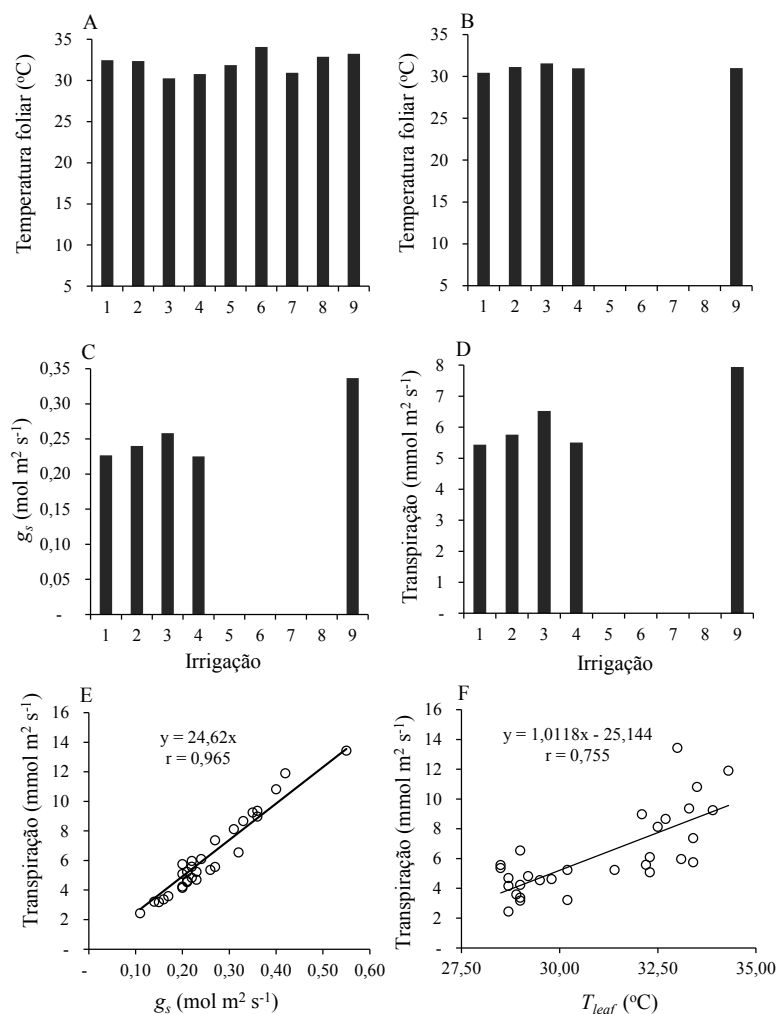 A
Temperatura foliar (ºC)
35
30
25
20
15
10
5
1 2 3 4 5 6 7 8 9
B
Temperatura foliar (ºC)
35
30
25
20
15
10
5
1 2 3 4 5 6 7 8 9
C
gs (mol m² s⁻¹)
0,35
0,30
0,25
0,20
0,15
0,10
0,05
-
1 2 3 4 5 6 7 8 9
Irrigação
D
Transpiração (mmol m² s⁻¹)
8
7
6
5
4
3
2
1
-
1 2 3 4 5 6 7 8 9
Irrigação
E
Transpiração (mmol m² s⁻¹)
16
14
12
10
8
6
4
2
-
y = 24,62x
r = 0,965
- 0,10 0,20 0,30 0,40 0,50 0,60
gs (mol m² s⁻¹)
F
Transpiração (mmol m² s⁻¹)
16
14
12
10
8
6
4
2
-
y = 1,0118x - 25,144
r = 0,755
27,50 30,00 32,50 35,00
Tleaf (ºC)